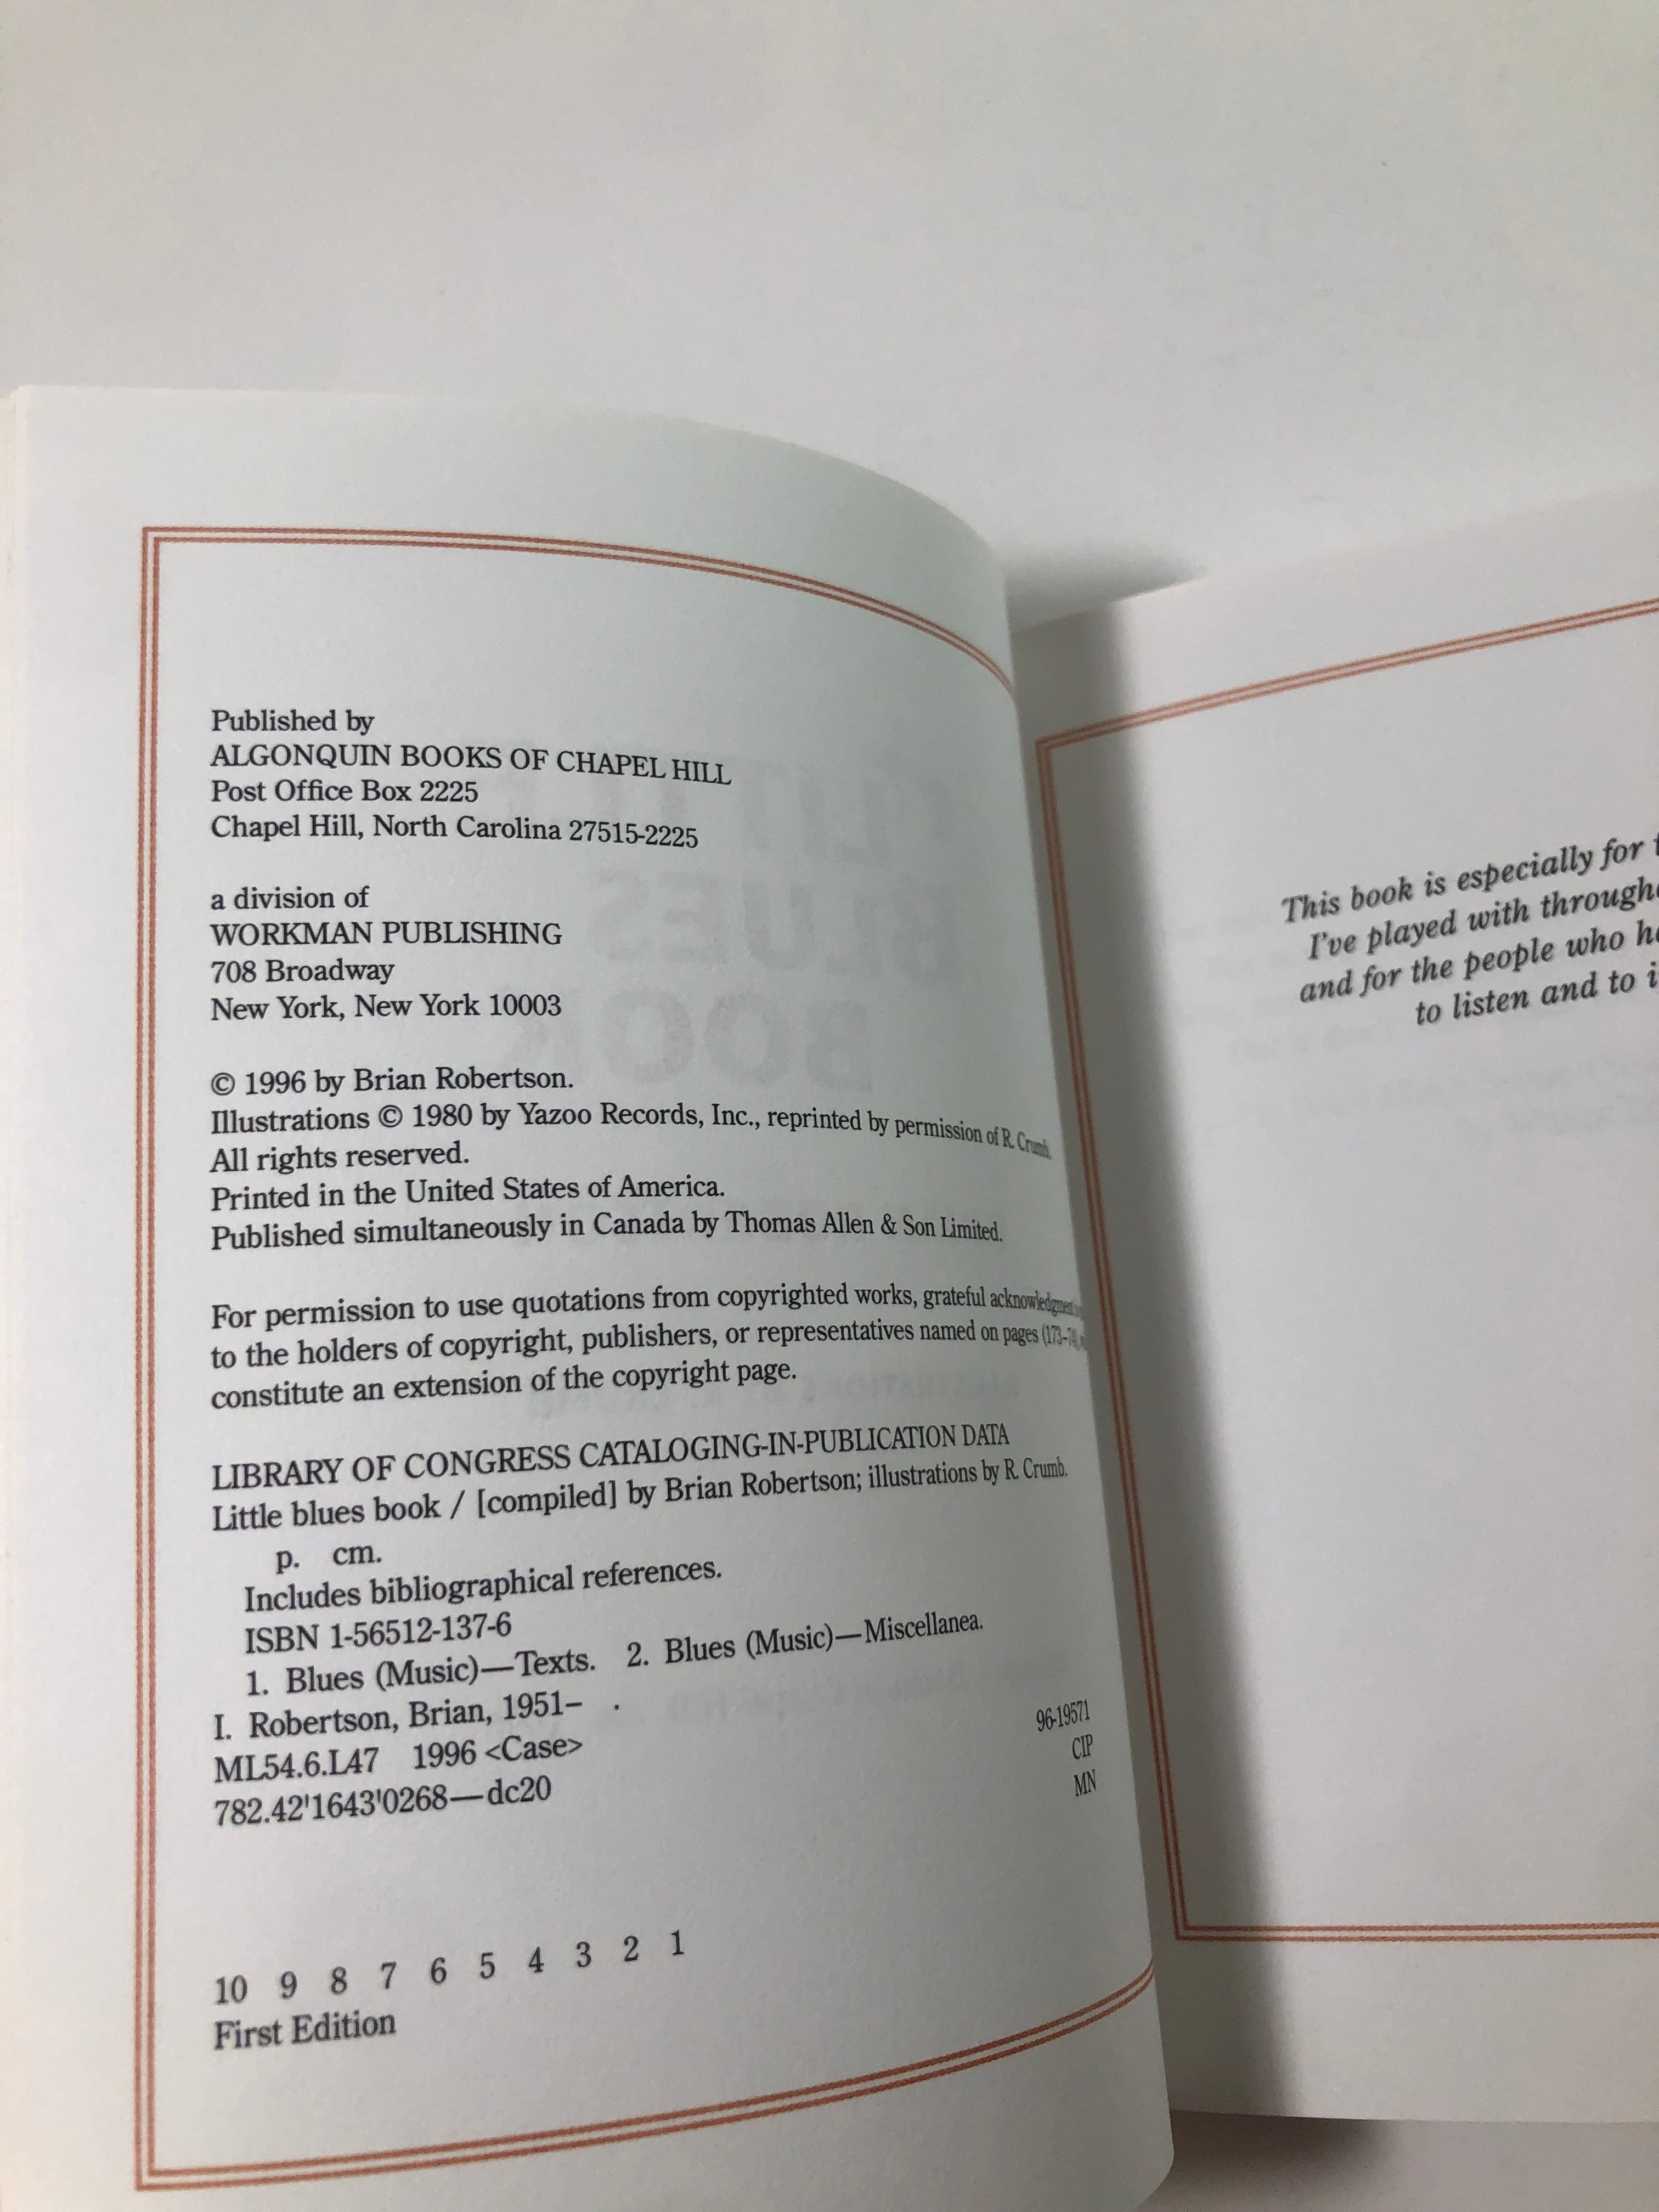 Published by
ALGONQUIN BOOKS OF CHAPEL HILL
Post Office Box 2225
Chapel Hill, North Carolina 27515-2225
a division of
WORKMAN PUBLISHING
708 Broadway
New York, New York 10003
© 1996 by Brian Robertson.
Illustrations © 1980 by Yazoo Records, Inc., reprinted by permission of R. Crumb.
All rights reserved.
Printed in the United States of America.
Published simultaneously in Canada by Thomas Allen & Son Limited.
For permission to use quotations from copyrighted works, grateful acknowledgment
to the holders of copyright, publishers, or representatives named on pages (173–74,
constitute an extension of the copyright page.
LIBRARY OF CONGRESS CATALOGING-IN-PUBLICATION DATA
Little blues book / [compiled] by Brian Robertson; illustrations by R. Crumb.
p. cm.
Includes bibliographical references.
ISBN 1-56512-137-6
1. Blues (Music)—Texts. 2. Blues (Music)—Miscellanea.
I. Robertson, Brian, 1951– .
ML54.6.L47 1996 <Case>
782.42'1643'0268—dc20
96-19571
CIP
MN
10 9 8 7 6 5 4 3 2 1
First Edition
This book is especially for
I've played with
and for the people who
to listen and to